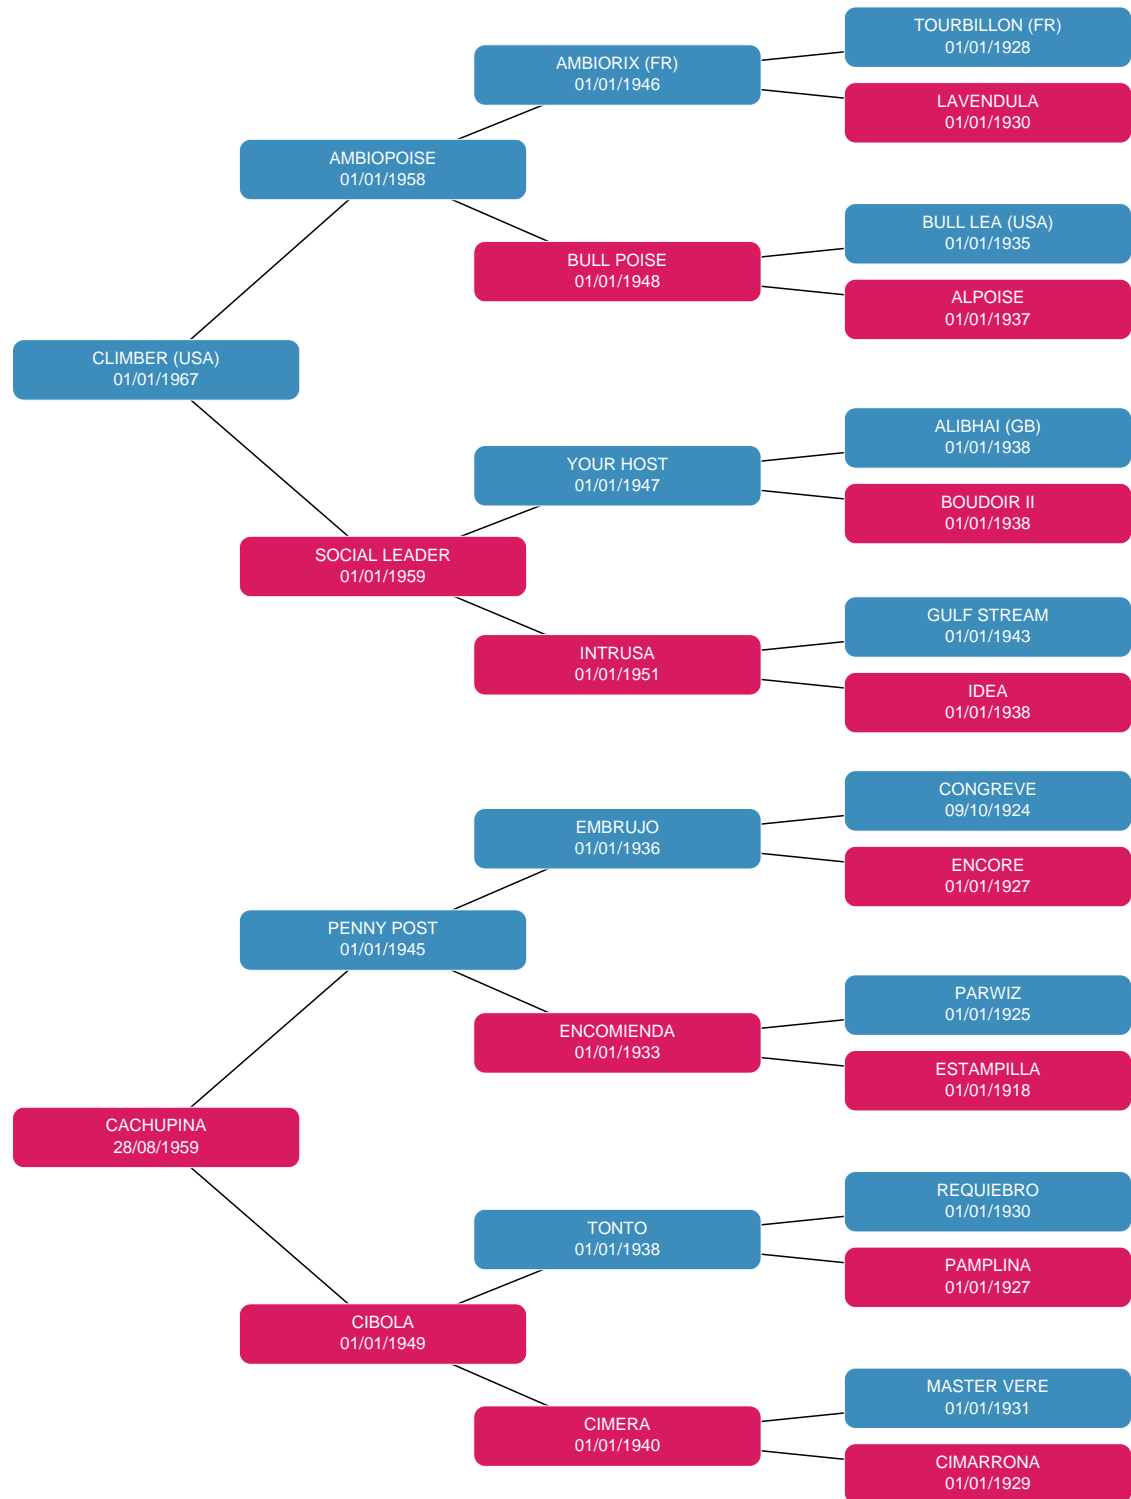 TOURBILLON (FR)
01/01/1928
AMBIORIX (FR)
01/01/1946
LAVENDULA
01/01/1930
AMBIOPOISE
01/01/1958
BULL LEA (USA)
01/01/1935
BULL POISE
01/01/1948
ALPOISE
01/01/1937
CLIMBER (USA)
01/01/1967
ALIBHAI (GB)
01/01/1938
YOUR HOST
01/01/1947
BOUDOIR II
01/01/1938
SOCIAL LEADER
01/01/1959
GULF STREAM
01/01/1943
INTRUSA
01/01/1951
IDEA
01/01/1938
CONGREVE
09/10/1924
EMBRUJO
01/01/1936
ENCORE
01/01/1927
PENNY POST
01/01/1945
PARWIZ
01/01/1925
ENCOMIENDA
01/01/1933
ESTAMPILLA
01/01/1918
CACHUPINA
28/08/1959
REQUIEBRO
01/01/1930
TONTO
01/01/1938
PAMPLINA
01/01/1927
CIBOLA
01/01/1949
MASTER VERE
01/01/1931
CIMERA
01/01/1940
CIMARRONA
01/01/1929